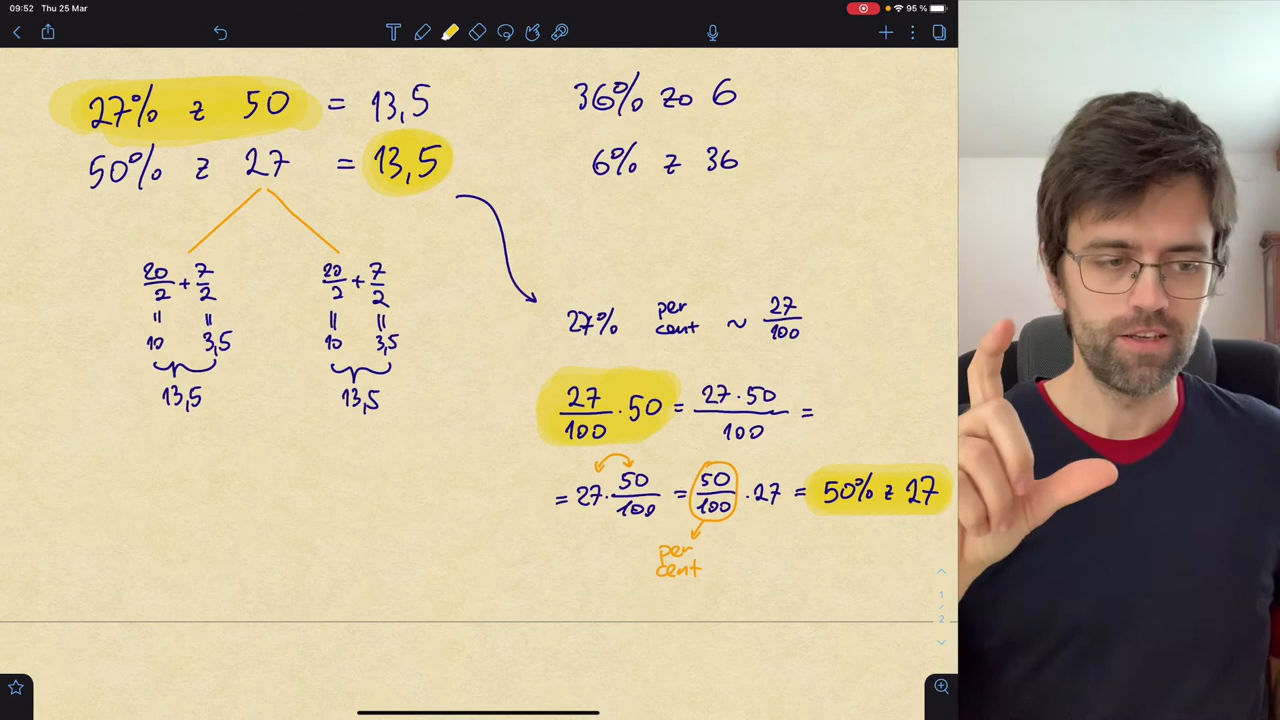 09:52 Thu 25 Mar
95 %
27% z 50 = 13,5
50% z 27 = 13,5
20/2 + 7/2
= =
10 3,5
13,5
20/2 + 7/2
= =
10 3,5
13,5
36% zo 6
6% z 36
27% per cent ~ 27/100
27/100 · 50 = 27 · 50/100 =
= 27 · 50/100 = 50/100 · 27 = 50% z 27
per
cent
1
/
2